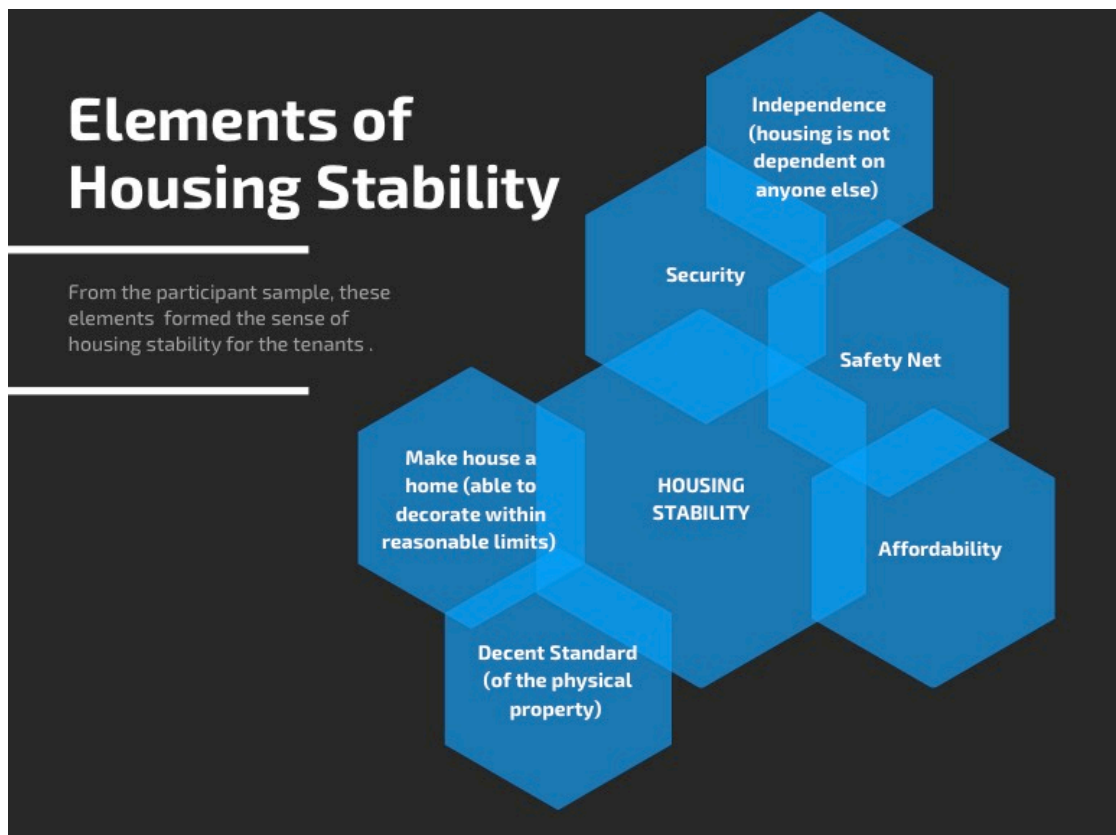 Elements of
Housing Stability
From the participant sample, these
elements formed the sense of
housing stability for the tenants .
Independence
(housing is not
dependent on
anyone else)
Security
Safety Net
Make house a
home (able to
decorate within
reasonable limits)
HOUSING
STABILITY
Affordability
Decent Standard
(of the physical
property)